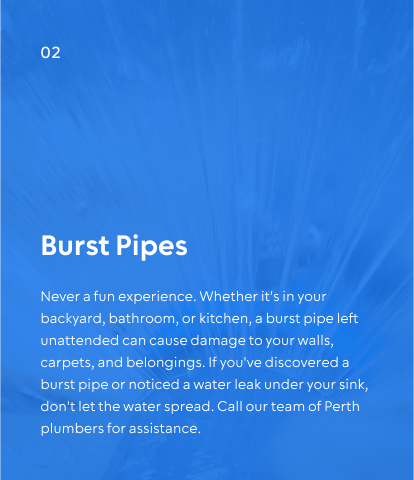 02
Burst Pipes
Never a fun experience. Whether it's in your
backyard, bathroom, or kitchen, a burst pipe left
unattended can cause damage to your walls,
carpets, and belongings. If you've discovered a
burst pipe or noticed a water leak under your sink,
don't let the water spread. Call our team of Perth
plumbers for assistance.